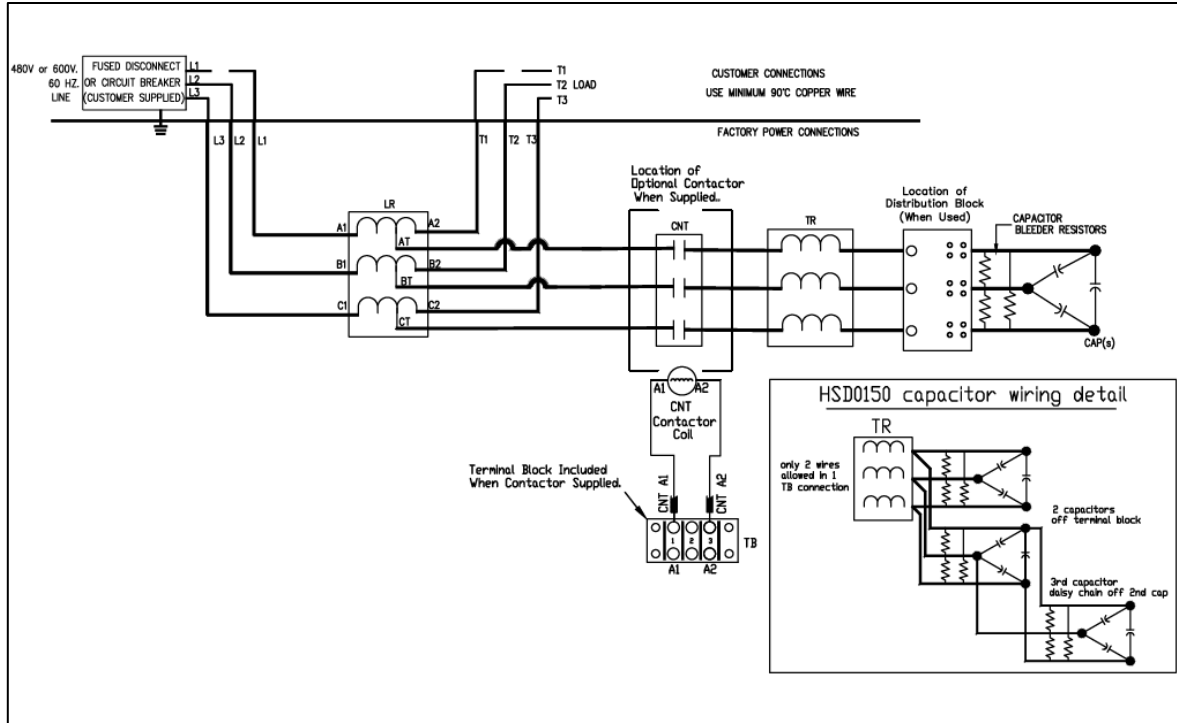 480V or 600V.
60 HZ.
LINE
FUSED DISCONNECT
OR CIRCUIT BREAKER
(CUSTOMER SUPPLIED)
L1
L2
L3
T1
T2 LOAD
T3
CUSTOMER CONNECTIONS
USE MINIMUM 90°C COPPER WIRE
FACTORY POWER CONNECTIONS
L3
L2
L1
T1
T2
T3
LR
A1
A2
AT
B1
B2
BT
C1
C2
CT
Location of
Optional Contactor
When Supplied..
CNT
TR
Location of
Distribution Block
(When Used)
CAPACITOR
BLEEDER RESISTORS
CAP(s)
A1
A2
CNT
Contactor
Coil
Terminal Block Included
When Contactor Supplied.
CNT A1
CNT A2
1
2
3
TB
A1
A2
HSD0150 capacitor wiring detail
TR
only 2 wires
allowed in 1
TB connection
2 capacitors
off terminal block
3rd capacitor
daisy chain off 2nd cap